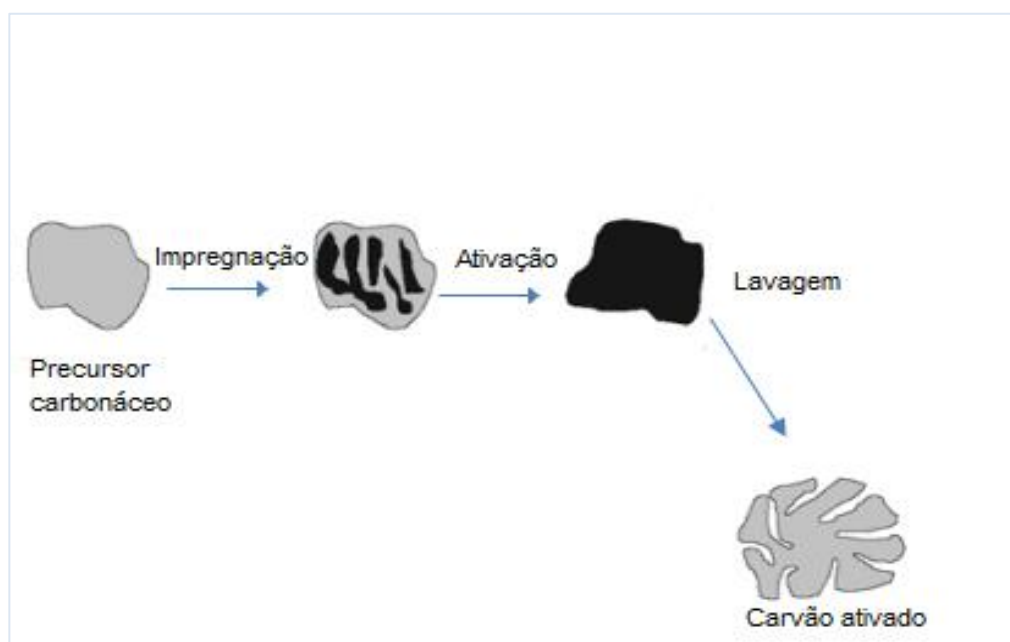 Impregnação
Ativação
Lavagem
Precursor
carbonáceo
Carvão ativado